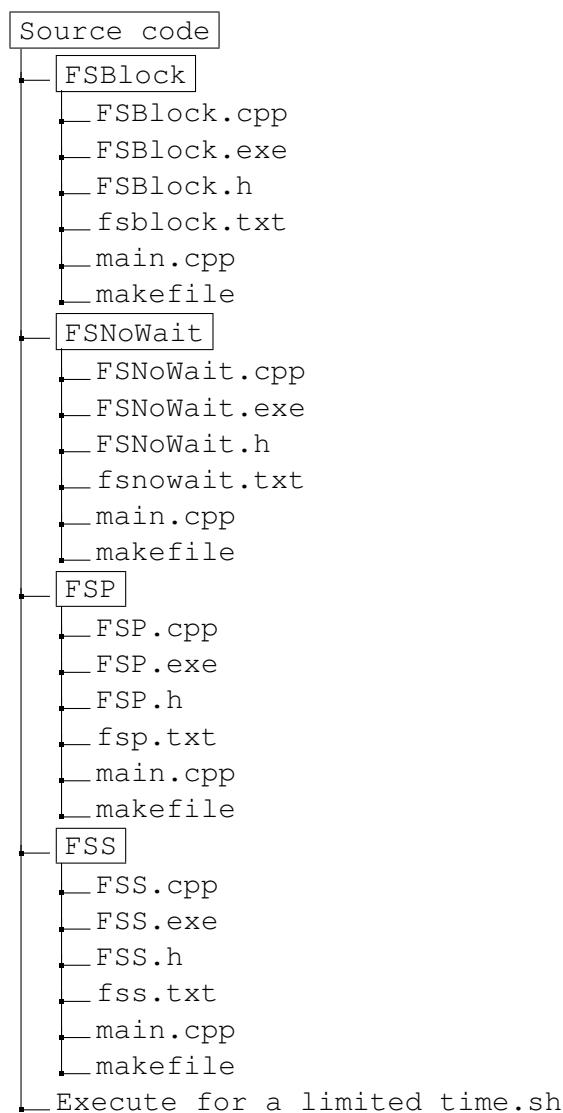 Source code
FSBlock
FSBlock.cpp
FSBlock.exe
FSBlock.h
fsblock.txt
main.cpp
makefile
FSNoWait
FSNoWait.cpp
FSNoWait.exe
FSNoWait.h
fsnowait.txt
main.cpp
makefile
FSP
FSP.cpp
FSP.exe
FSP.h
fsp.txt
main.cpp
makefile
FSS
FSS.cpp
FSS.exe
FSS.h
fss.txt
main.cpp
makefile
Execute for a limited time.sh